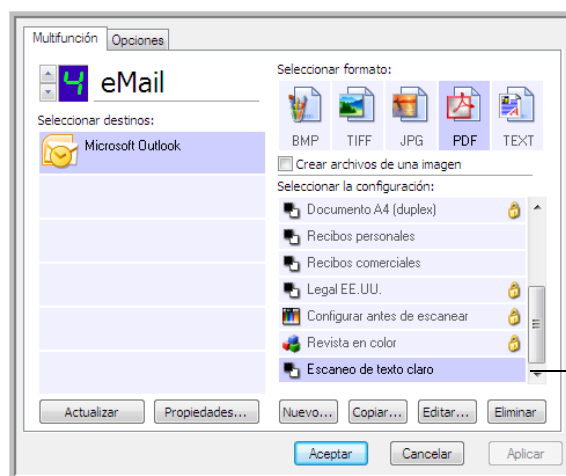 Multifunción Opciones
4 eMail
Seleccionar destinos:
Microsoft Outlook
Actualizar Propiedades...
Seleccionar formato:
BMP TIFF JPG PDF TEXT
Crear archivos de una imagen
Seleccionar la configuración:
Documento A4 (duplex)
Recibos personales
Recibos comerciales
Legal EE.UU.
Configurar antes de escanear
Revista en color
Escaneo de texto claro
Nuevo... Copiar... Editar... Eliminar
Aceptar Cancelar Aplicar